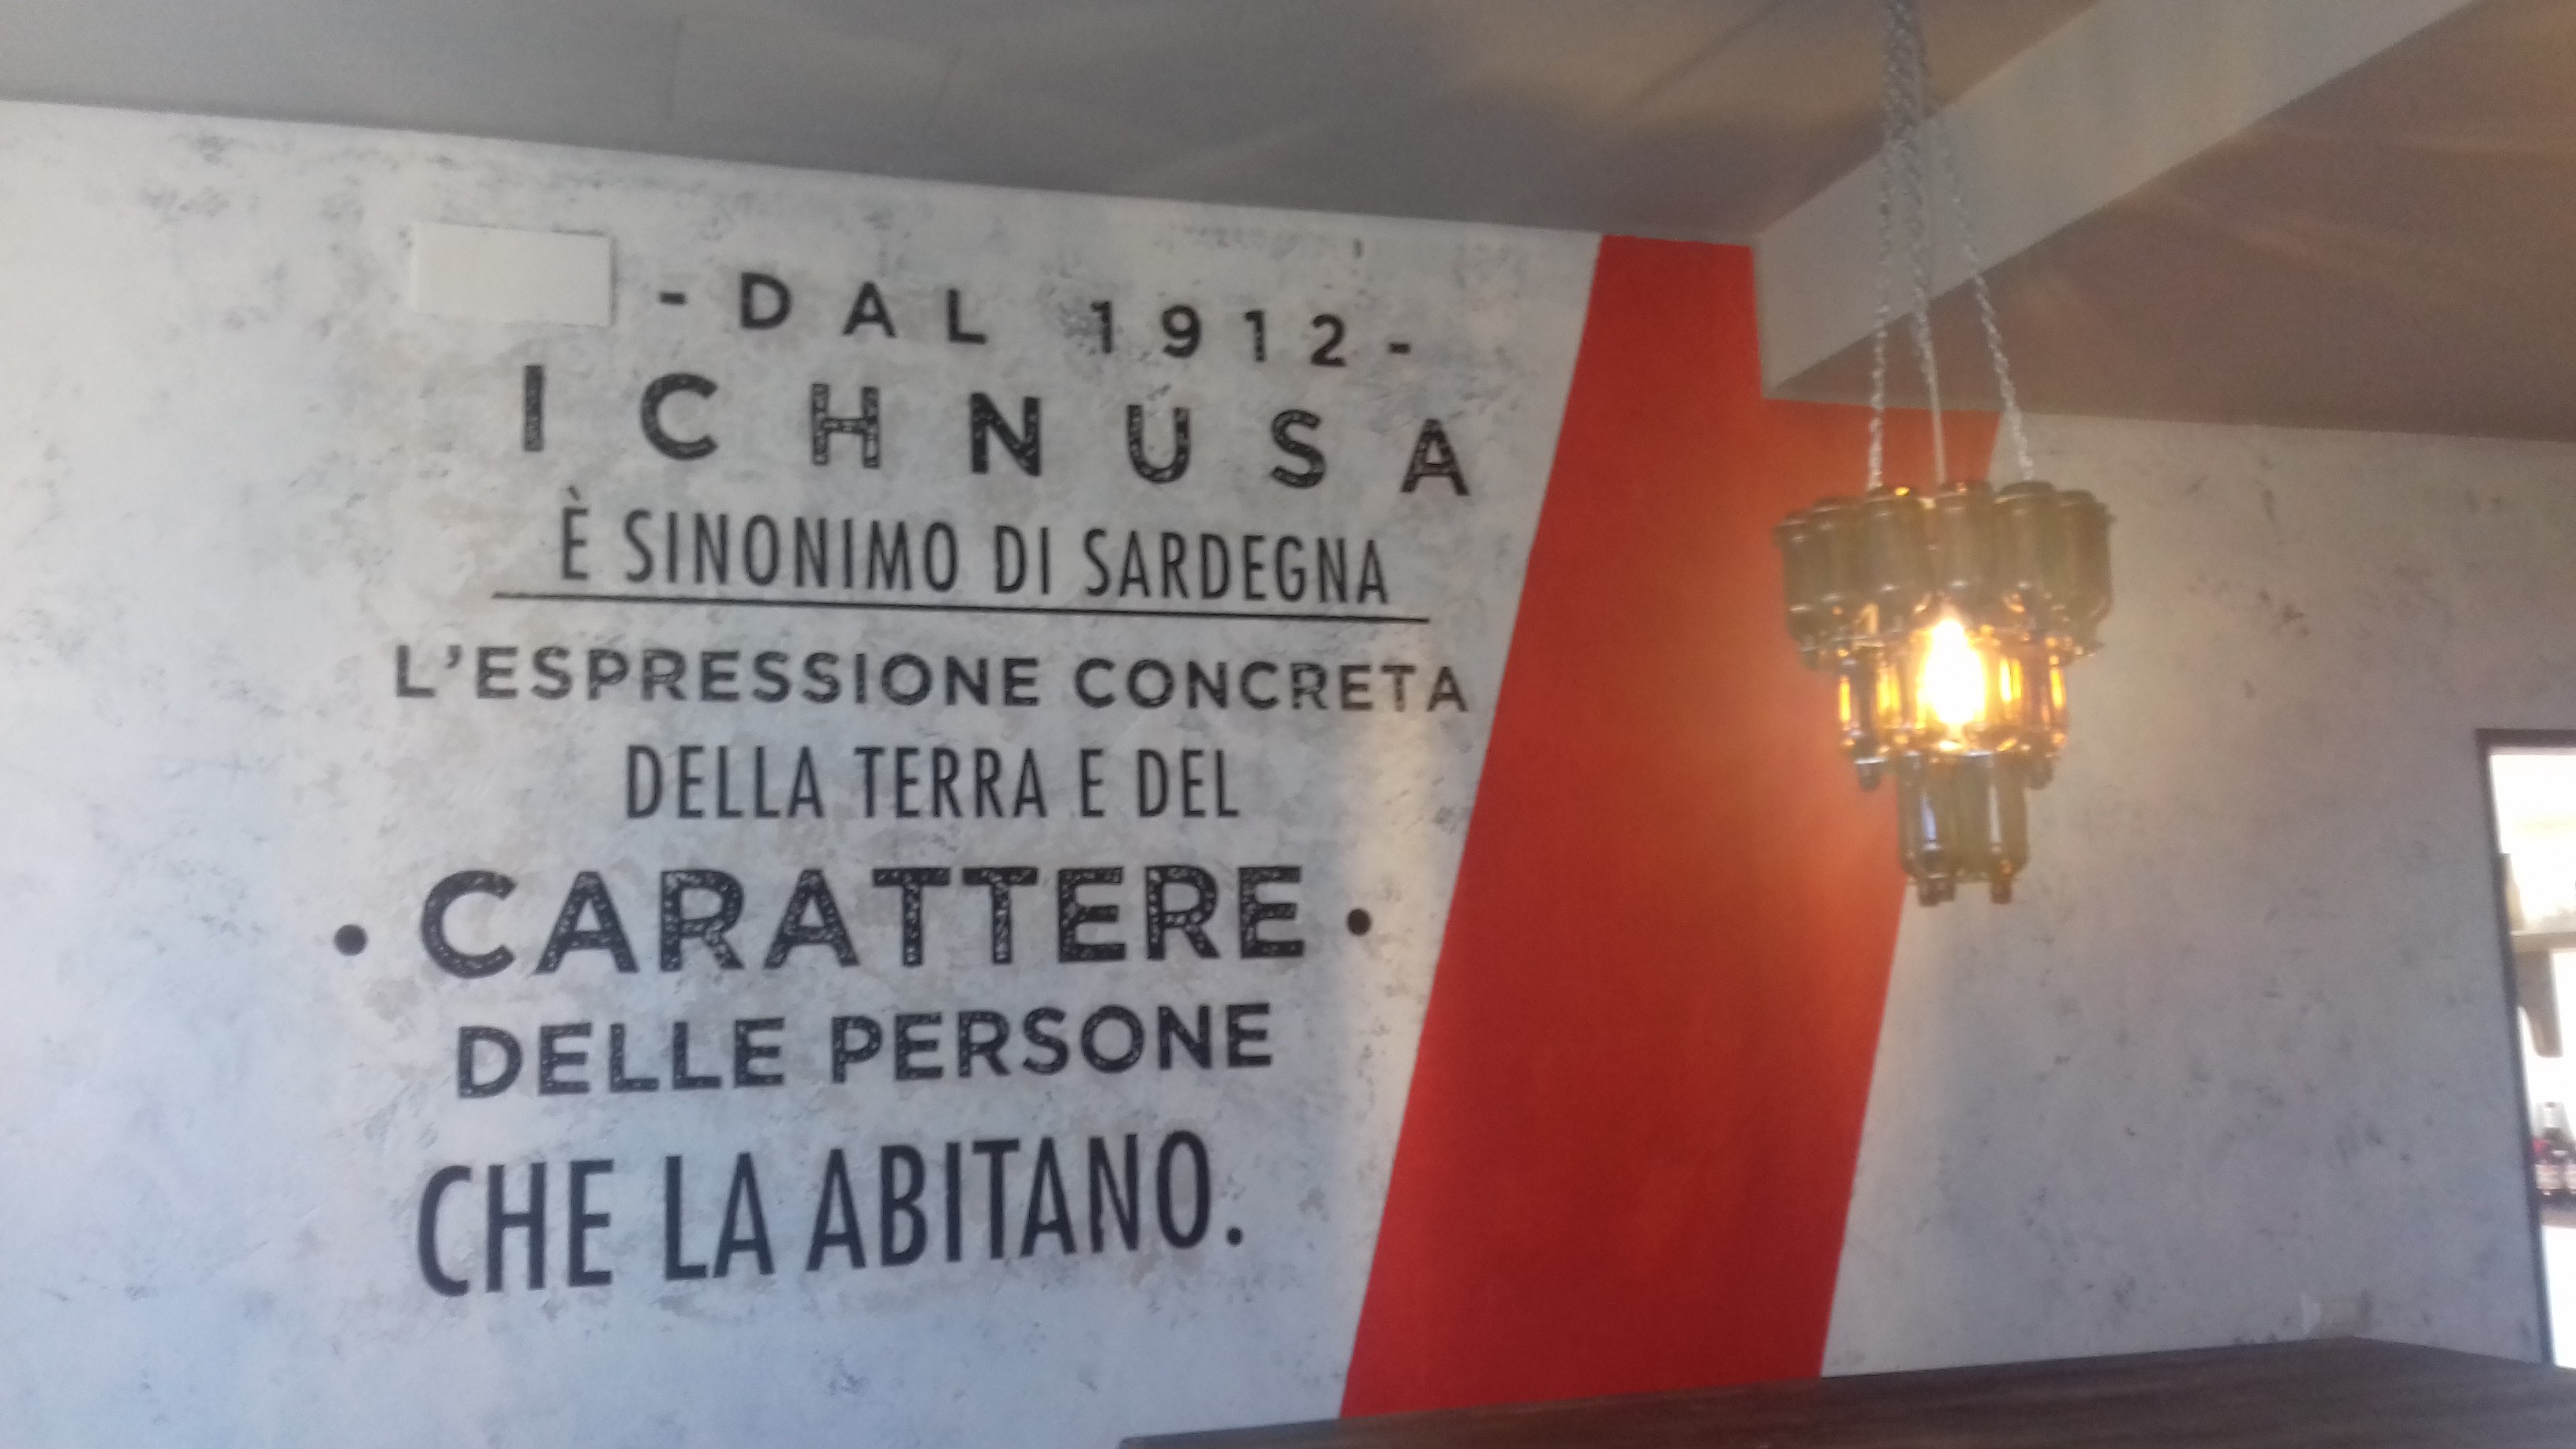 - DAL 1912 -
ICHNUSA
È SINONIMO DI SARDEGNA
L'ESPRESSIONE CONCRETA
DELLA TERRA E DEL
• CARATTERE •
DELLE PERSONE
CHE LA ABITANO.